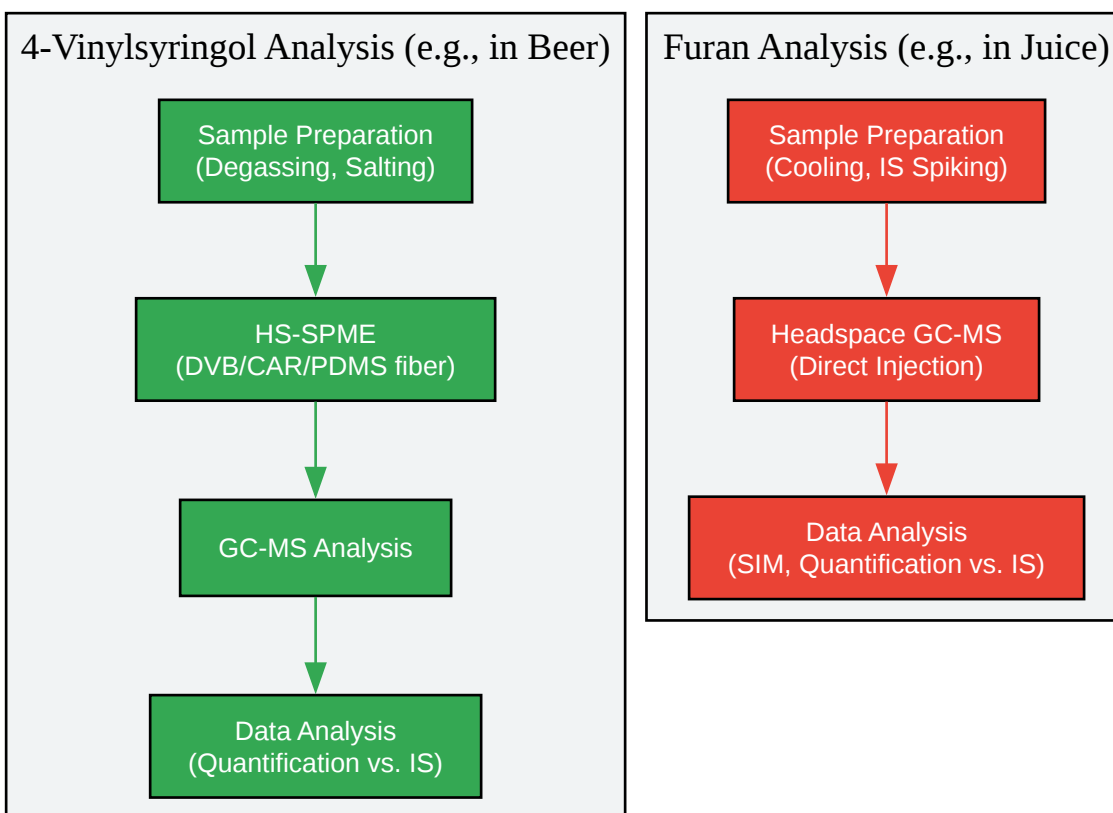 4-Vinylsyringol Analysis (e.g., in Beer)
Sample Preparation
(Degassing, Salting)
HS-SPME
(DVB/CAR/PDMS fiber)
GC-MS Analysis
Data Analysis
(Quantification vs. IS)
Furan Analysis (e.g., in Juice)
Sample Preparation
(Cooling, IS Spiking)
Headspace GC-MS
(Direct Injection)
Data Analysis
(SIM, Quantification vs. IS)